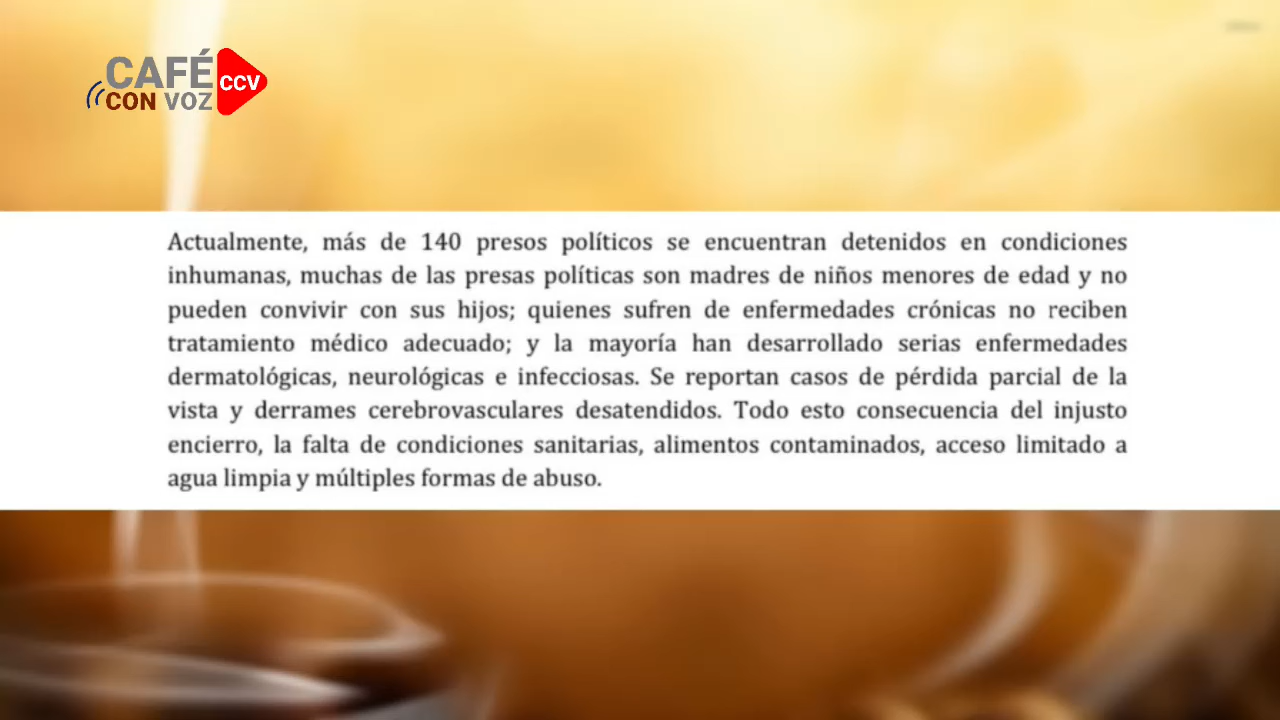 CAFÉ
CON VOZ
CCV
Actualmente, más de 140 presos políticos se encuentran detenidos en condiciones
inhumanas, muchas de las presas políticas son madres de niños menores de edad y no
pueden convivir con sus hijos; quienes sufren de enfermedades crónicas no reciben
tratamiento médico adecuado; y la mayoría han desarrollado serias enfermedades
dermatológicas, neurológicas e infecciosas. Se reportan casos de pérdida parcial de la
vista y derrames cerebrovasculares desatendidos. Todo esto consecuencia del injusto
encierro, la falta de condiciones sanitarias, alimentos contaminados, acceso limitado a
agua limpia y múltiples formas de abuso.